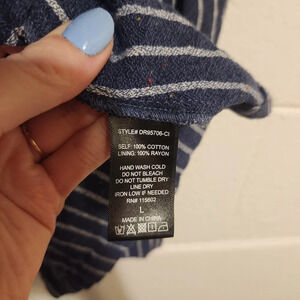 STYLE# DR95706-CI
SELF: 100% COTTON
LINING: 100% RAYON
HAND WASH COLD
DO NOT BLEACH
DO NOT TUMBLE DRY
LINE DRY
IRON LOW IF NEEDED
RN# 115602
L
MADE IN CHINA